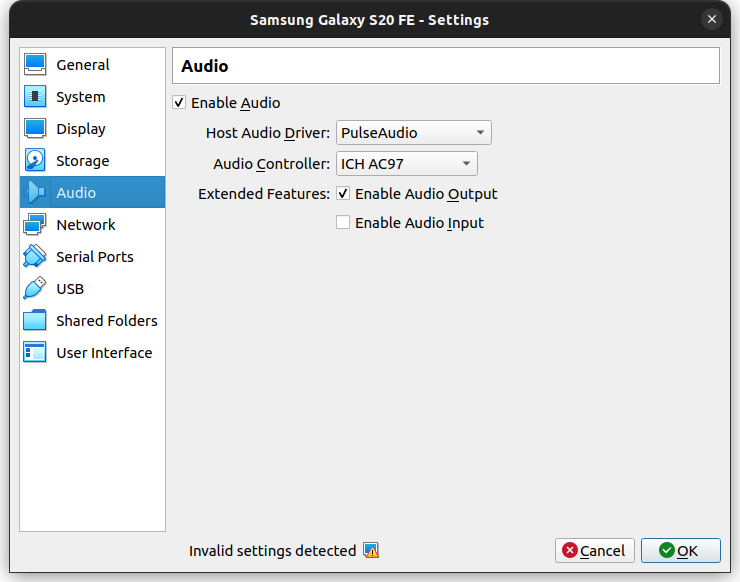 Samsung Galaxy S20 FE - Settings
General
System
Display
Storage
Audio
Network
Serial Ports
USB
Shared Folders
User Interface
Audio
Enable Audio
Host Audio Driver: PulseAudio
Audio Controller: ICH AC97
Extended Features: Enable Audio Output
Enable Audio Input
Invalid settings detected
Cancel
OK